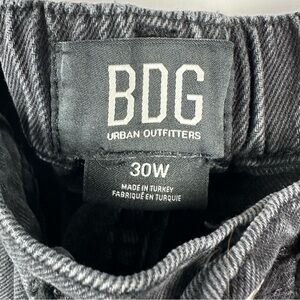 BDG
URBAN OUTFITTERS
30W
MADE IN TURKEY
FABRIQUÉ EN TURQUIE